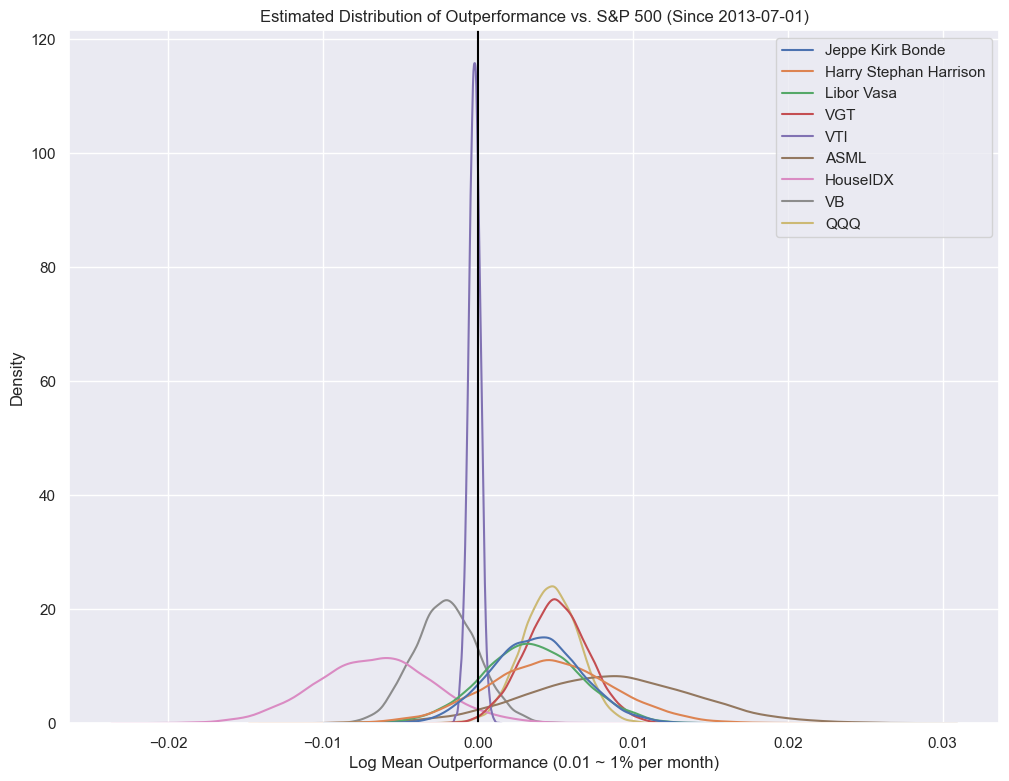 Estimated Distribution of Outperformance vs. S&P 500 (Since 2013-07-01)
120
100
80
60
40
20
0
Density
Jeppe Kirk Bonde
Harry Stephan Harrison
Libor Vasa
VGT
VTI
ASML
HouseIDX
VB
QQQ
−0.02
−0.01
0.00
0.01
0.02
0.03
Log Mean Outperformance (0.01 ~ 1% per month)